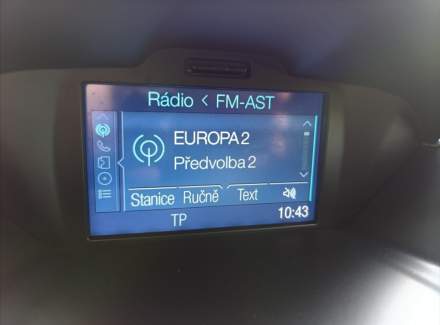 Rádio < FM-AST
EUROPA 2
Předvolba 2
Stanice Ručně Text
TP 10:43